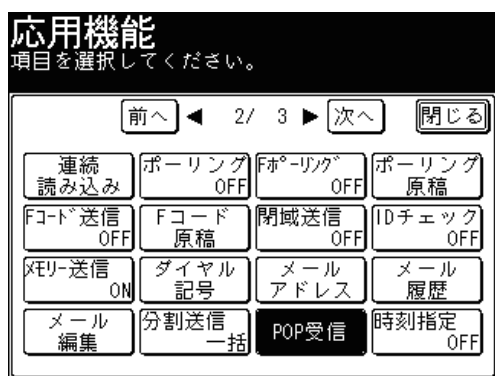 応用機能
項目を選択してください。
前へ ◀ 2/ 3 ▶ 次へ 閉じる
連続
読み込み
ポーリング
OFF
Fﾎﾟｰﾘﾝｸﾞ
OFF
ポーリング
原稿
Fｺｰﾄﾞ送信
OFF
Fコード
原稿
閉域送信
OFF
IDチェック
OFF
ﾒﾓﾘｰ送信
ON
ダイヤル
記号
メール
アドレス
メール
履歴
メール
編集
分割送信
一括
POP受信
時刻指定
OFF